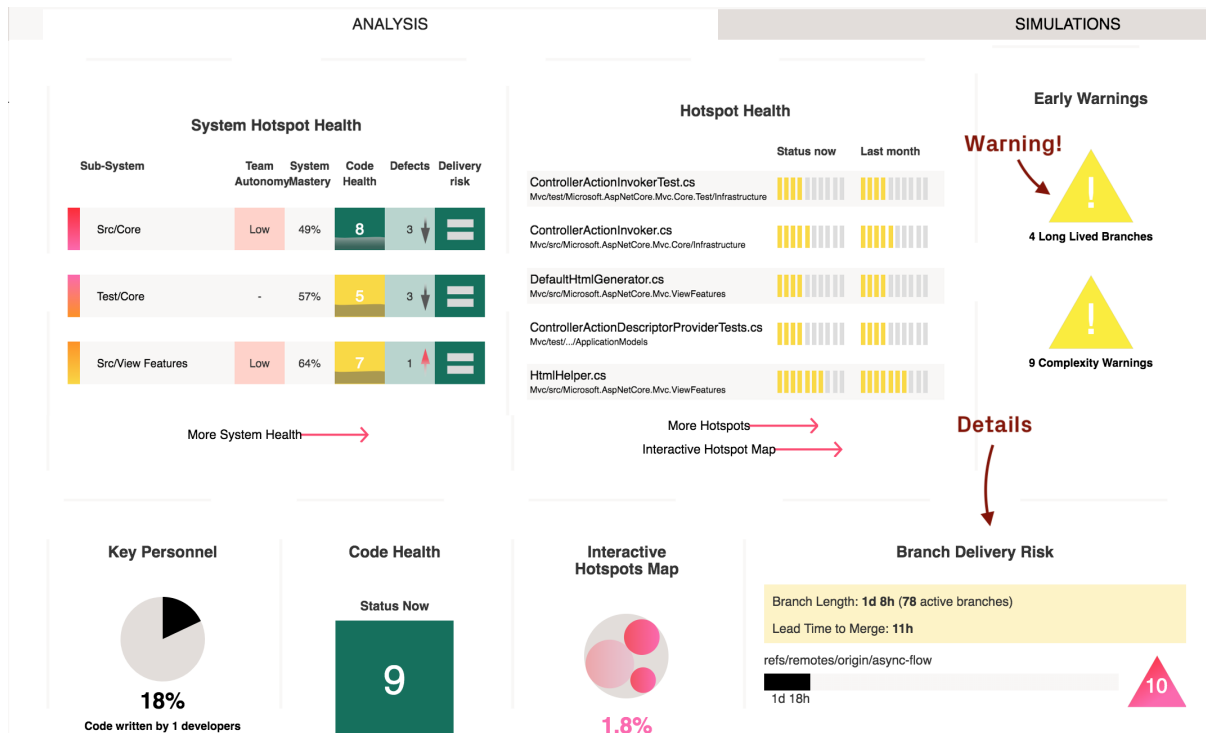 ANALYSIS
SIMULATIONS
System Hotspot Health
Sub-System
Team Autonomy
System Mastery
Code Health
Defects
Delivery risk
Src/Core
Low
49%
8
3
Test/Core
-
57%
5
3
Src/View Features
Low
64%
7
1
More System Health
Hotspot Health
Status now
Last month
ControllerActionInvokerTest.cs
Mvc/test/Microsoft.AspNetCore.Mvc.Core.Test/Infrastructure
ControllerActionInvoker.cs
Mvc/src/Microsoft.AspNetCore.Mvc.Core/Infrastructure
DefaultHtmlGenerator.cs
Mvc/src/Microsoft.AspNetCore.Mvc.ViewFeatures
ControllerActionDescriptorProviderTests.cs
Mvc/test/.../ApplicationModels
HtmlHelper.cs
Mvc/src/Microsoft.AspNetCore.Mvc.ViewFeatures
More Hotspots
Interactive Hotspot Map
Early Warnings
Warning!
!
4 Long Lived Branches
!
9 Complexity Warnings
Details
Key Personnel
18%
Code written by 1 developers
Code Health
Status Now
9
Interactive
Hotspots Map
1.8%
Branch Delivery Risk
Branch Length: 1d 8h (78 active branches)
Lead Time to Merge: 11h
refs/remotes/origin/async-flow
1d 18h
10